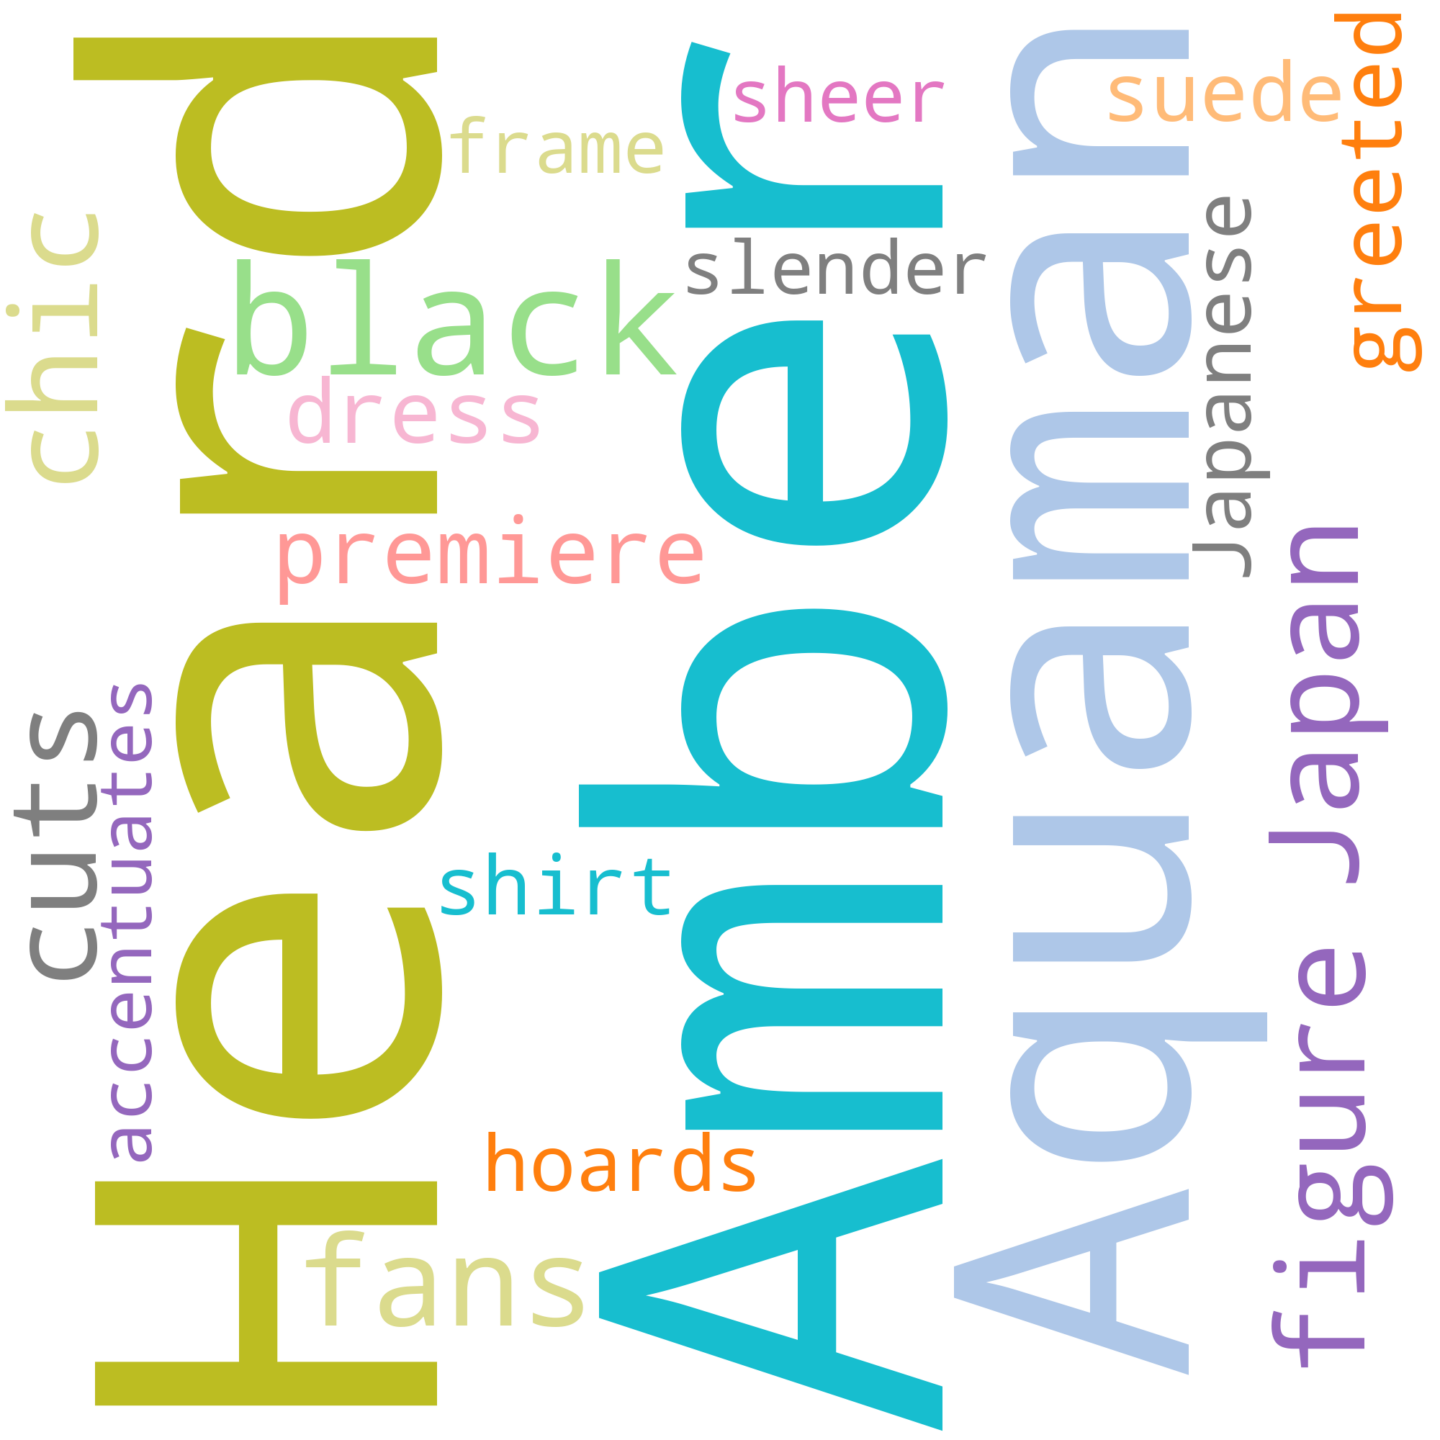 Heard
Amber
Aquaman
sheer
suede
greeted
frame
chic
black
slender
Japanese
dress
premiere
Japan
cuts
accentuates
shirt
figure
hoards
fans